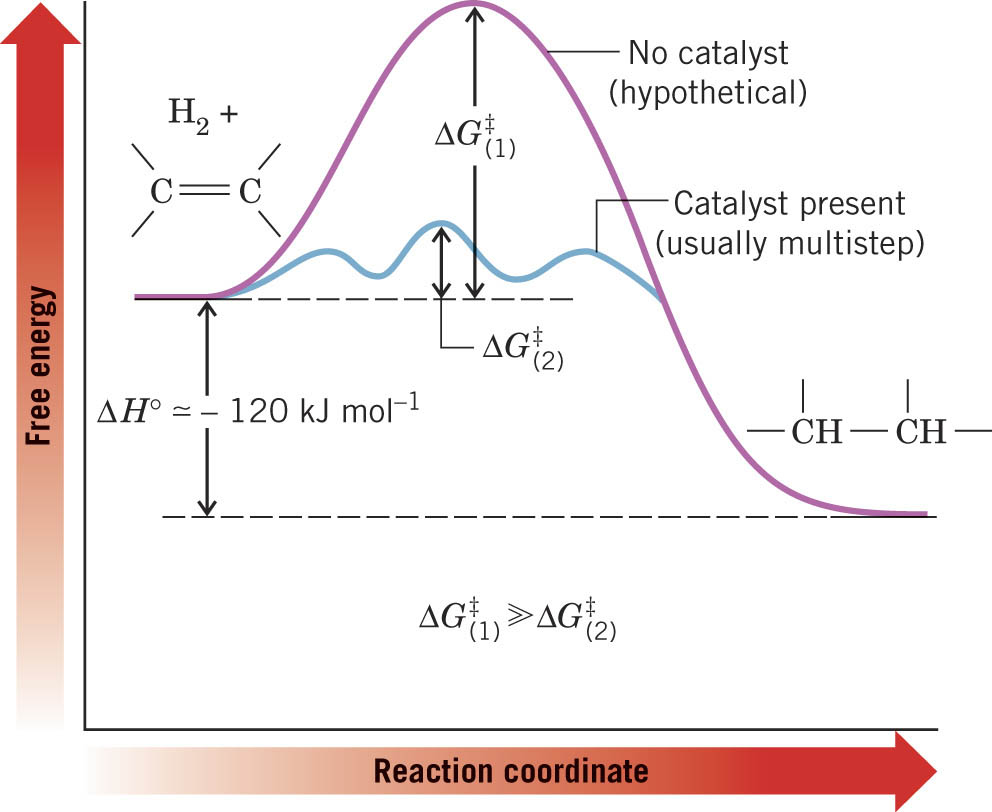 No catalyst
(hypothetical)
H₂ +
ΔG‡(1)
C=C
Catalyst present
(usually multistep)
ΔG‡(2)
Free energy
ΔH° ≃ – 120 kJ mol⁻¹
—CH—CH—
ΔG‡(1) ⪢ ΔG‡(2)
Reaction coordinate